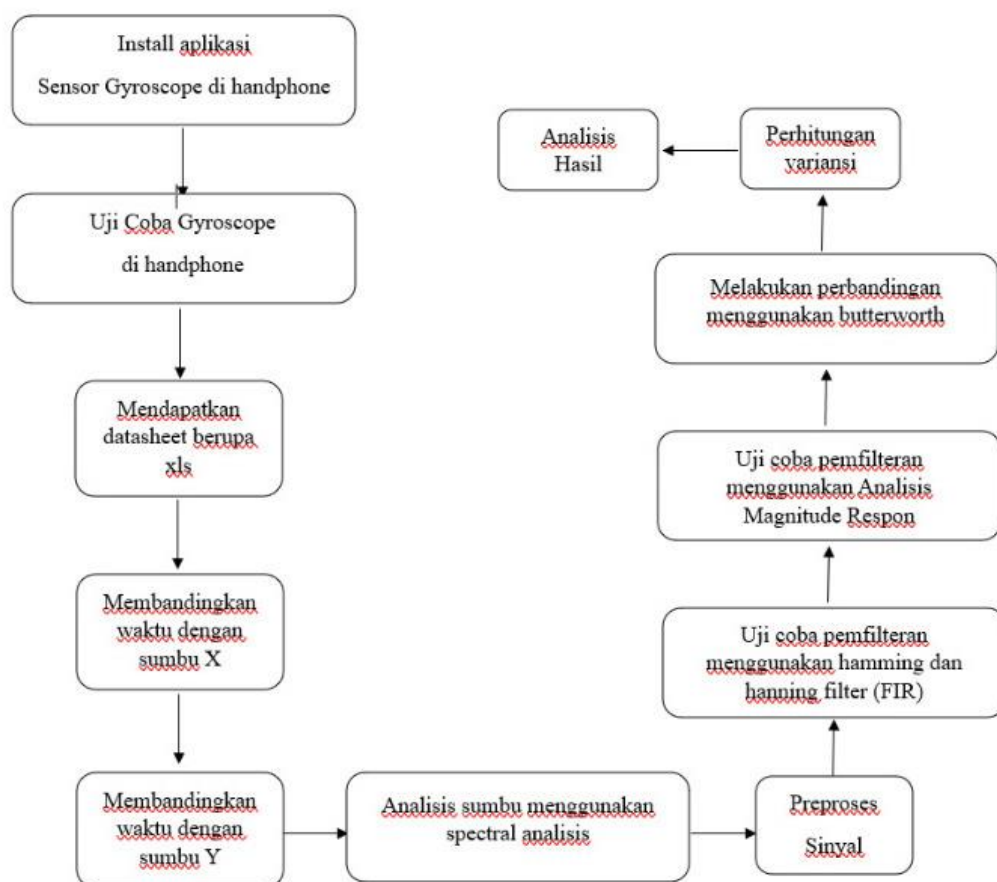 Install aplikasi
Sensor Gyroscope di handphone
Uji Coba Gyroscope
di handphone
Mendapatkan
datasheet berupa
xls
Membandingkan
waktu dengan
sumbu X
Membandingkan
waktu dengan
sumbu Y
Analisis sumbu menggunakan
spectral analisis
Preproses
Sinyal
Uji coba pemfilteran
menggunakan hamming dan
hanning filter (FIR)
Uji coba pemfilteran
menggunakan Analisis
Magnitude Respon
Melakukan perbandingan
menggunakan butterworth
Perhitungan
variansi
Analisis
Hasil